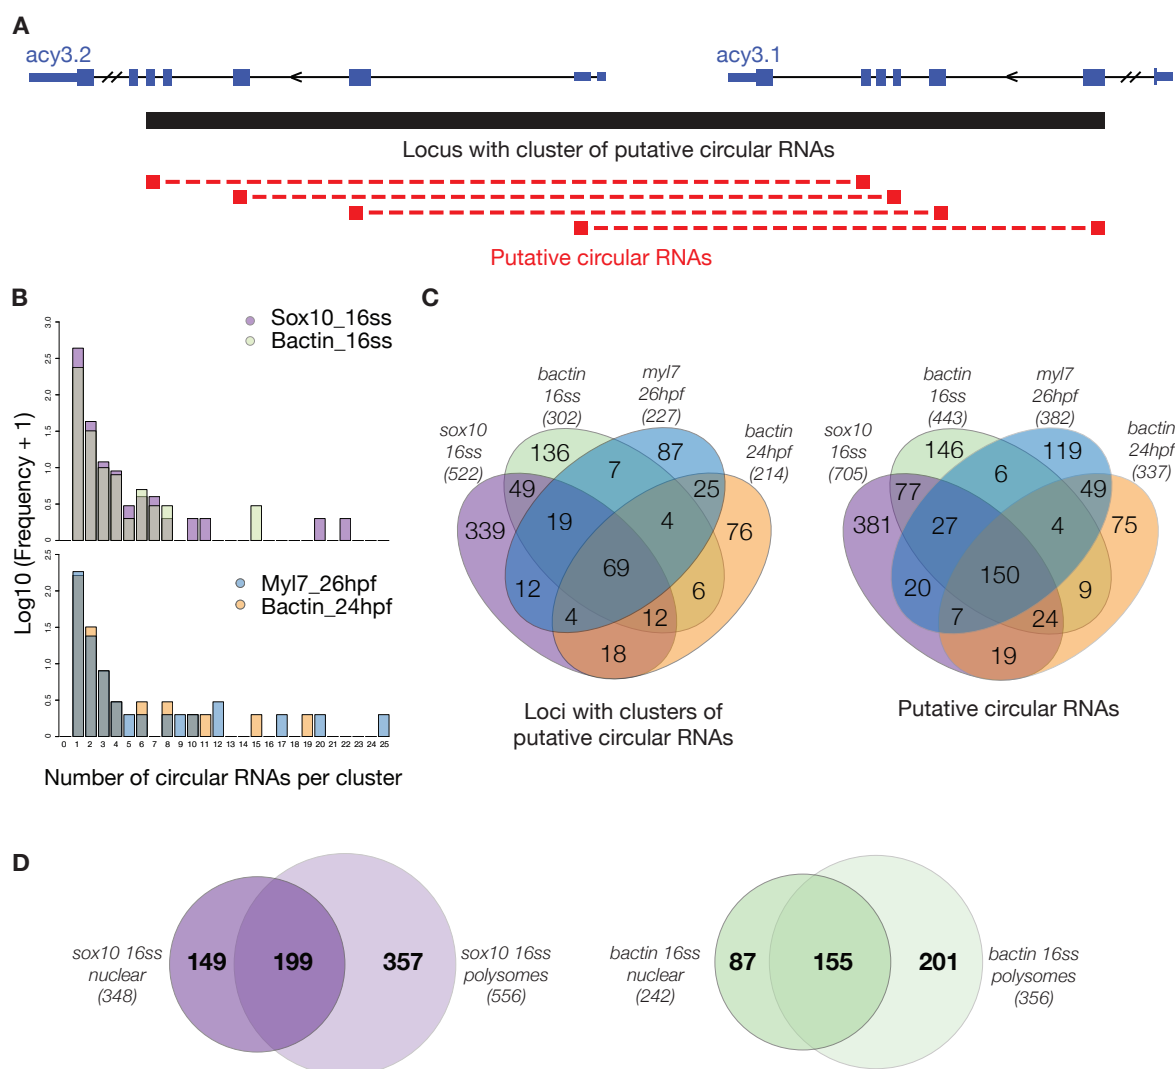 A
acy3.2
acy3.1
Locus with cluster of putative circular RNAs
Putative circular RNAs
B
Sox10_16ss
Bactin_16ss
3.0
2.5
2.0
1.5
1.0
0.5
0
Log10 (Frequency + 1)
Myl7_26hpf
Bactin_24hpf
2.5
2.0
1.5
1.0
0.5
0
0 1 2 3 4 5 6 7 8 9 10 11 12 13 14 15 16 17 18 19 20 21 22 23 24 25
Number of circular RNAs per cluster
C
sox10
16ss
(522)
bactin
16ss
(302)
myl7
26hpf
(227)
bactin
24hpf
(214)
136
7
87
49
25
339
19
4
76
69
12
6
4
12
18
Loci with clusters of
putative circular RNAs
sox10
16ss
(705)
bactin
16ss
(443)
myl7
26hpf
(382)
bactin
24hpf
(337)
146
6
119
77
49
381
27
4
75
150
20
9
7
24
19
Putative circular RNAs
D
sox10 16ss
nuclear
(348)
149
199
357
sox10 16ss
polysomes
(556)
bactin 16ss
nuclear
(242)
87
155
201
bactin 16ss
polysomes
(356)